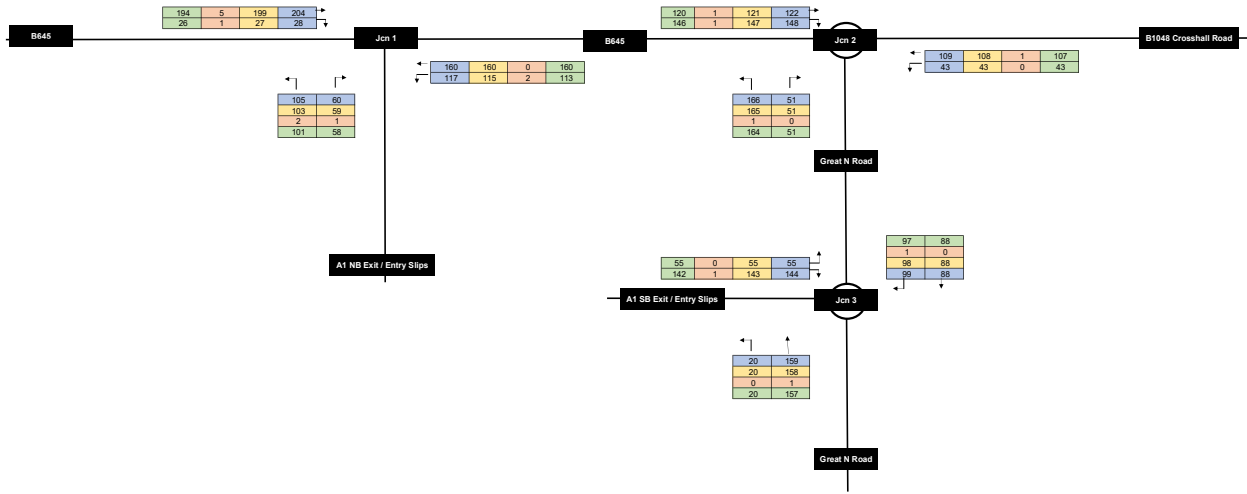 194 5 199 204
26 1 27 28
120 1 121 122
146 1 147 148
B645
Jcn 1
B645
Jcn 2
B1048 Crosshall Road
160 160 0 160
117 115 2 113
109 108 1 107
43 43 0 43
105 60
103 59
2 1
101 58
166 51
165 51
1 0
164 51
Great N Road
97 88
1 0
98 88
99 88
A1 NB Exit / Entry Slips
55 0 55 55
142 1 143 144
A1 SB Exit / Entry Slips
Jcn 3
20 159
20 158
0 1
20 157
Great N Road